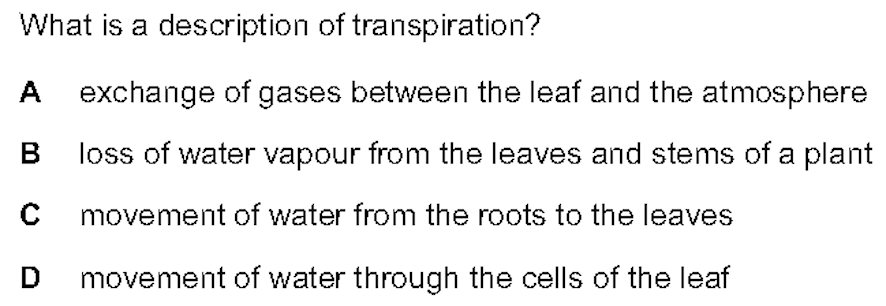 What is a description of transpiration?
A exchange of gases between the leaf and the atmosphere
B loss of water vapour from the leaves and stems of a plant
C movement of water from the roots to the leaves
D movement of water through the cells of the leaf